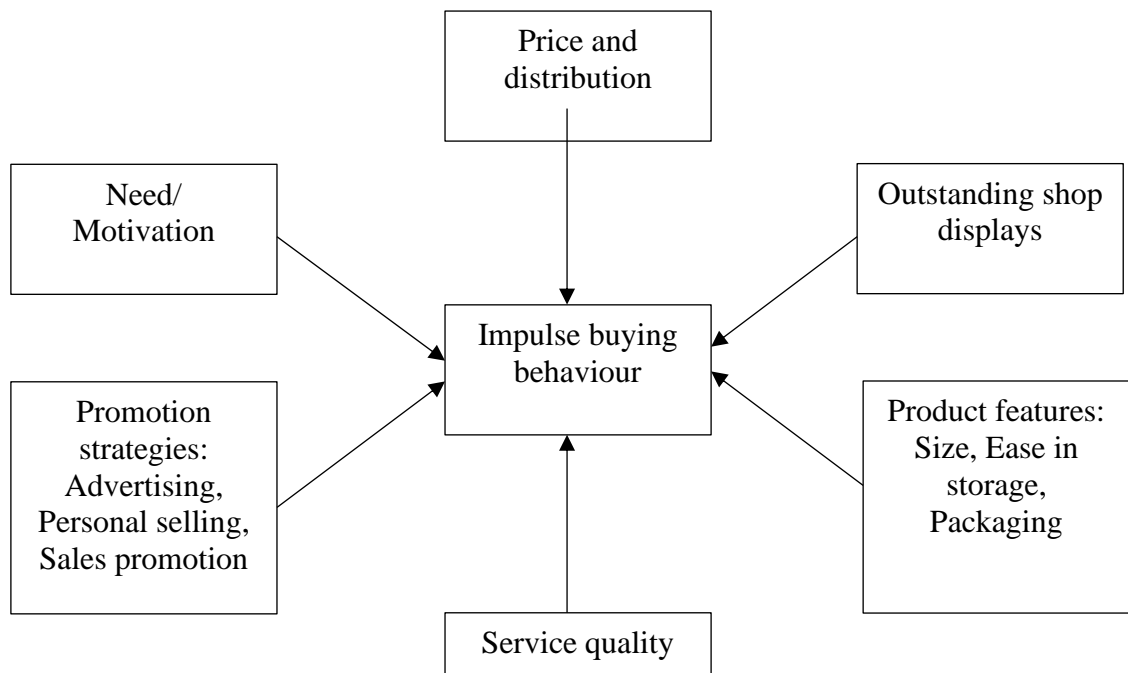 Price and
distribution
Need/
Motivation
Outstanding shop
displays
Impulse buying
behaviour
Promotion
strategies:
Advertising,
Personal selling,
Sales promotion
Product features:
Size, Ease in
storage,
Packaging
Service quality